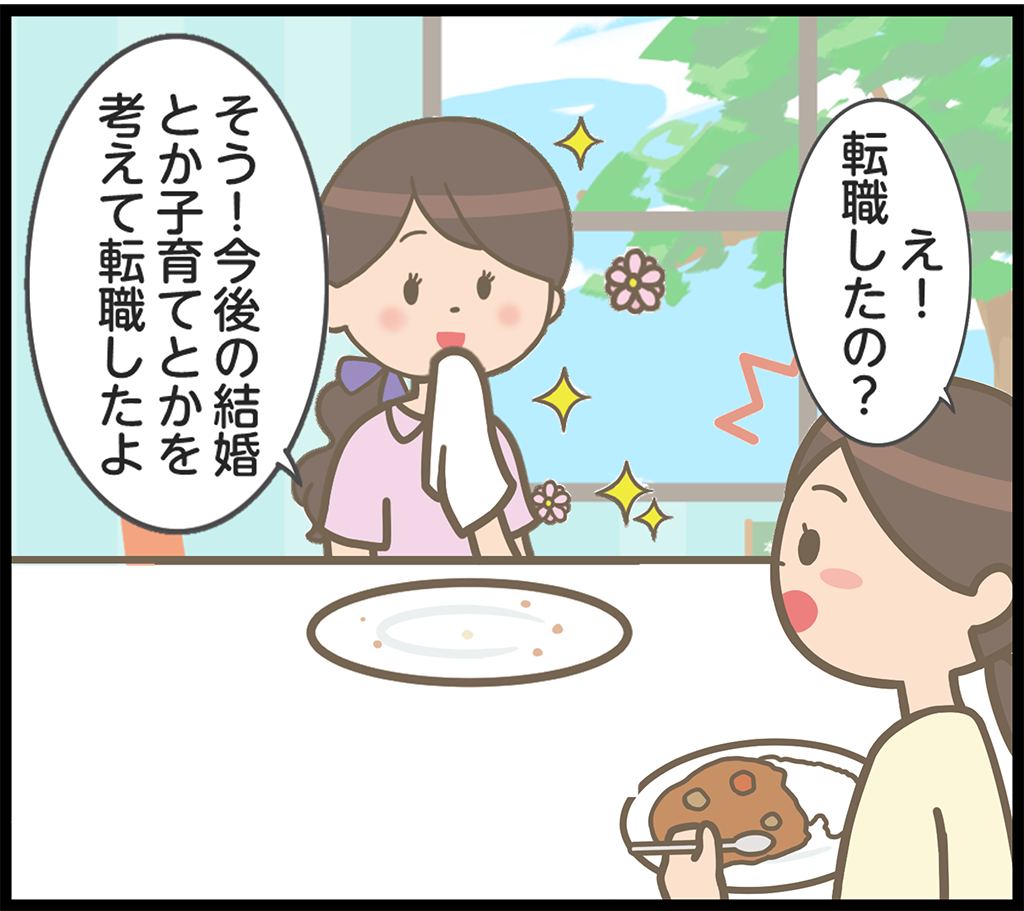 え！
転職したの？
そう！今後の結婚
とか子育てとかを
考えて転職したよ